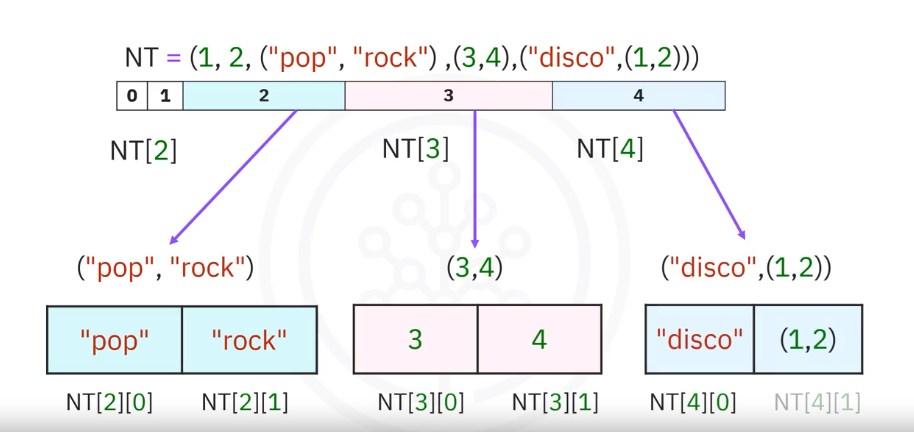 NT = (1, 2, ("pop", "rock") ,(3,4),("disco",(1,2)))
0 1 2 3 4
NT[2] NT[3] NT[4]
("pop", "rock") (3,4) ("disco",(1,2))
"pop" "rock" 3 4 "disco" (1,2)
NT[2][0] NT[2][1] NT[3][0] NT[3][1] NT[4][0] NT[4][1]